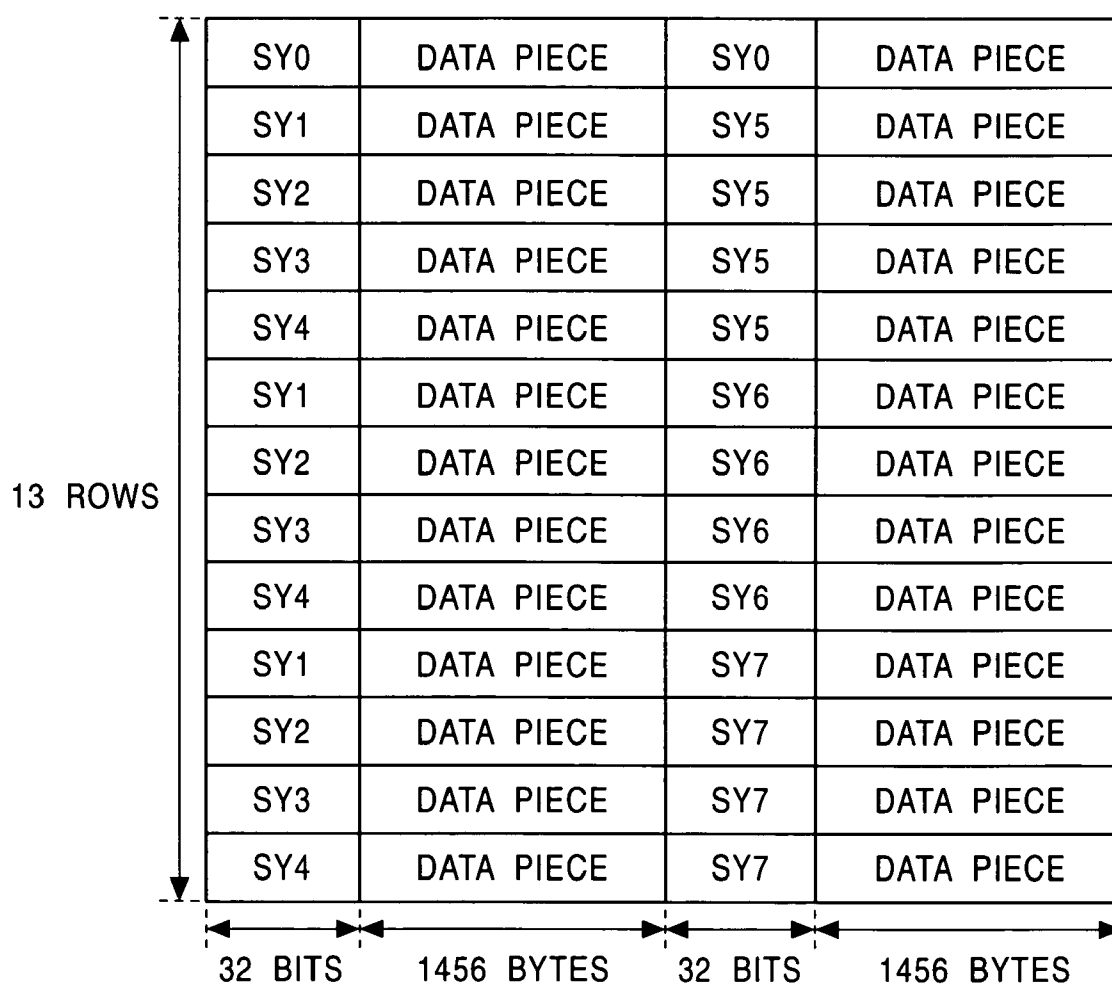 SY0 DATA PIECE SY0 DATA PIECE
SY1 DATA PIECE SY5 DATA PIECE
SY2 DATA PIECE SY5 DATA PIECE
SY3 DATA PIECE SY5 DATA PIECE
SY4 DATA PIECE SY5 DATA PIECE
SY1 DATA PIECE SY6 DATA PIECE
SY2 DATA PIECE SY6 DATA PIECE
13 ROWS
SY3 DATA PIECE SY6 DATA PIECE
SY4 DATA PIECE SY6 DATA PIECE
SY1 DATA PIECE SY7 DATA PIECE
SY2 DATA PIECE SY7 DATA PIECE
SY3 DATA PIECE SY7 DATA PIECE
SY4 DATA PIECE SY7 DATA PIECE
32 BITS 1456 BYTES 32 BITS 1456 BYTES